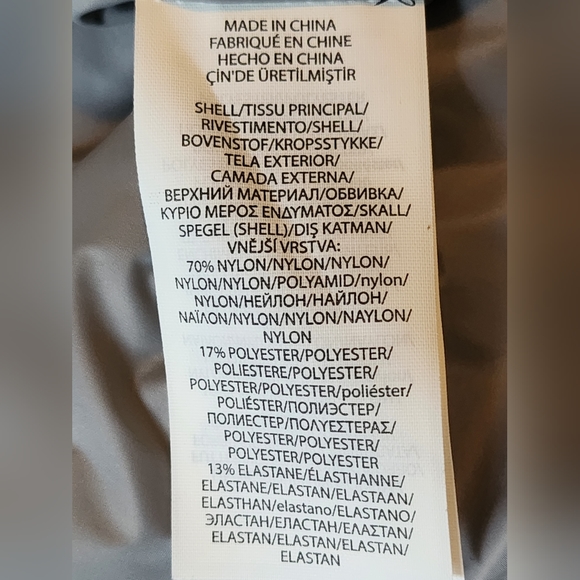 MADE IN CHINA
FABRIQUÉ EN CHINE
HECHO EN CHINA
ÇİN'DE ÜRETİLMİŞTİR
SHELL/TISSU PRINCIPAL/
RIVESTIMENTO/SHELL/
BOVENSTOF/KROPSSTYKKE/
TELA EXTERIOR/
CAMADA EXTERNA/
ВЕРХНИЙ МАТЕРИАЛ/ОБВИВКА/
ΚΥΡΙΟ ΜΕΡΟΣ ΕΝΔΥΜΑΤΟΣ/SKALL/
SPEGEL (SHELL)/DIŞ KATMAN/
VNĚJŠÍ VRSTVA:
70% NYLON/NYLON/NYLON/
NYLON/NYLON/POLYAMID/nylon/
NYLON/НЕЙЛОН/НАЙЛОН/
ΝΑΪΛΟΝ/NYLON/NYLON/NAYLON/
NYLON
17% POLYESTER/POLYESTER/
POLIESTERE/POLYESTER/
POLYESTER/POLYESTER/poliéster/
POLIÉSTER/ПОЛИЭСТЕР/
ПОЛИЕСТЕР/ΠΟΛΥΕΣΤΕΡΑΣ/
POLYESTER/POLYESTER/
POLYESTER/POLYESTER
13% ELASTANE/ÉLASTHANNE/
ELASTANE/ELASTAN/ELASTAAN/
ELASTHAN/elastano/ELASTANO/
ЭЛАСТАН/ЕЛАСТАН/ΕΛΑΣΤΑΝ/
ELASTAN/ELASTAN/ELASTAN/
ELASTAN